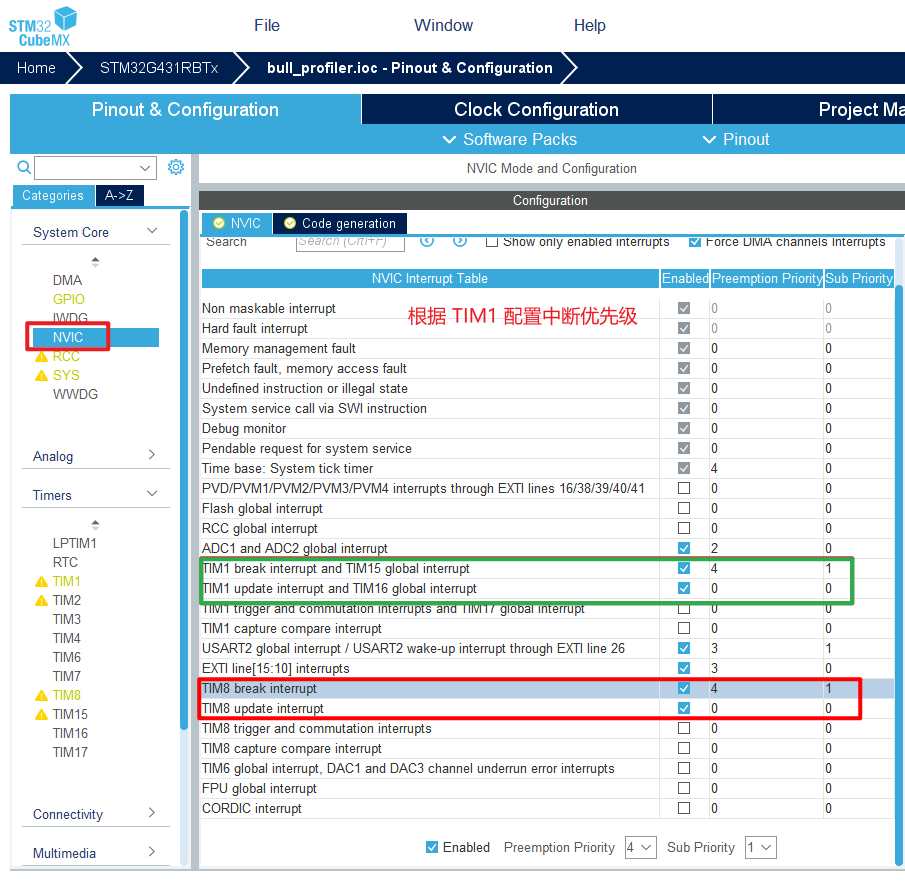 STM32
CubeMX
File Window Help
Home STM32G431RBTx bull_profiler.ioc - Pinout & Configuration
Pinout & Configuration Clock Configuration Project Ma
Software Packs Pinout
NVIC Mode and Configuration
Categories A->Z
Configuration
NVIC Code generation
Search Search (Ctrl+F) Show only enabled interrupts Force DMA channels Interrupts
System Core
DMA
GPIO
IWDG
NVIC
RCC
SYS
WWDG
Analog
Timers
LPTIM1
RTC
TIM1
TIM2
TIM3
TIM4
TIM6
TIM7
TIM8
TIM15
TIM16
TIM17
Connectivity
Multimedia
NVIC Interrupt Table Enabled Preemption Priority Sub Priority
根据 TIM1 配置中断优先级
Non maskable interrupt 0 0
Hard fault interrupt 0 0
Memory management fault 0 0
Prefetch fault, memory access fault 0 0
Undefined instruction or illegal state 0 0
System service call via SWI instruction 0 0
Debug monitor 0 0
Pendable request for system service 0 0
Time base: System tick timer 4 0
PVD/PVM1/PVM2/PVM3/PVM4 interrupts through EXTI lines 16/38/39/40/41 0 0
Flash global interrupt 0 0
RCC global interrupt 0 0
ADC1 and ADC2 global interrupt 2 0
TIM1 break interrupt and TIM15 global interrupt 4 1
TIM1 update interrupt and TIM16 global interrupt 0 0
TIM1 trigger and commutation interrupts and TIM17 global interrupt 0 0
TIM1 capture compare interrupt 0 0
USART2 global interrupt / USART2 wake-up interrupt through EXTI line 26 3 1
EXTI line[15:10] interrupts 3 0
TIM8 break interrupt 4 1
TIM8 update interrupt 0 0
TIM8 trigger and commutation interrupts 0 0
TIM8 capture compare interrupt 0 0
TIM6 global interrupt, DAC1 and DAC3 channel underrun error interrupts 0 0
FPU global interrupt 0 0
CORDIC interrupt 0 0
Enabled Preemption Priority 4 Sub Priority 1